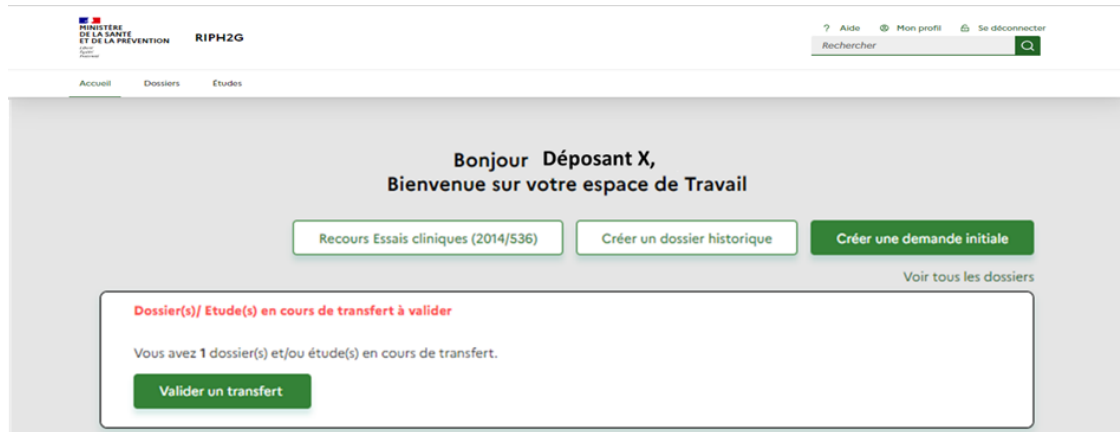 MINISTÈRE
DE LA SANTÉ
ET DE LA PRÉVENTION
Liberté
Égalité
Fraternité
RIPH2G
? Aide Mon profil Se déconnecter
Rechercher
Accueil Dossiers Études
Bonjour Déposant X,
Bienvenue sur votre espace de Travail
Recours Essais cliniques (2014/536) Créer un dossier historique Créer une demande initiale
Voir tous les dossiers
Dossier(s)/ Etude(s) en cours de transfert à valider
Vous avez 1 dossier(s) et/ou étude(s) en cours de transfert.
Valider un transfert